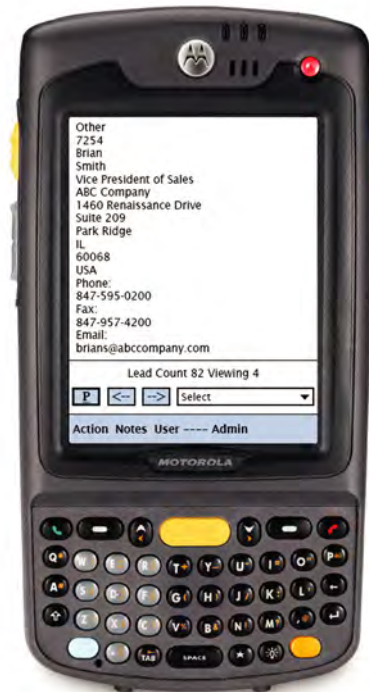 Other
7254
Brian
Smith
Vice President of Sales
ABC Company
1460 Renaissance Drive
Suite 209
Park Ridge
IL
60068
USA
Phone:
847-595-0200
Fax:
847-957-4200
Email:
brians@abccompany.com
Lead Count 82 Viewing 4
P <-- --> Select
Action Notes User ---- Admin
MOTOROLA
Q W E R T Y U I O P
A S D F G H J K L
Z X C V B N M
TAB SPACE